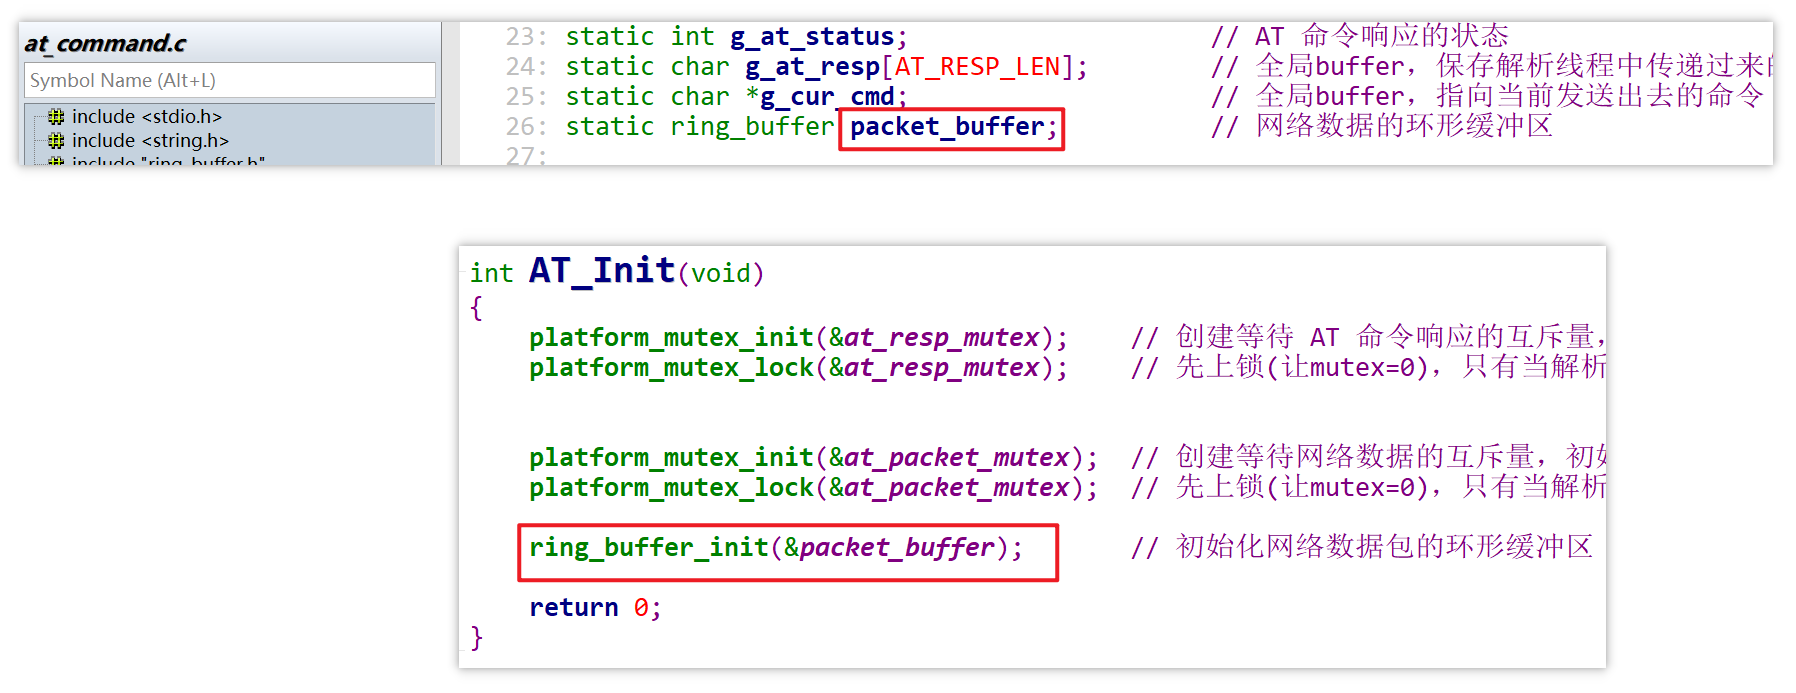 at_command.c
Symbol Name (Alt+L)
include <stdio.h>
include <string.h>
include "ring_buffer.h"
23: static int g_at_status; // AT 命令响应的状态
24: static char g_at_resp[AT_RESP_LEN]; // 全局buffer，保存解析线程中传递过来的
25: static char *g_cur_cmd; // 全局buffer，指向当前发送出去的命令
26: static ring_buffer packet_buffer; // 网络数据的环形缓冲区
27:
int AT_Init(void)
{
platform_mutex_init(&at_resp_mutex); // 创建等待 AT 命令响应的互斥量，
platform_mutex_lock(&at_resp_mutex); // 先上锁(让mutex=0)，只有当解析
platform_mutex_init(&at_packet_mutex); // 创建等待网络数据的互斥量，初始
platform_mutex_lock(&at_packet_mutex); // 先上锁(让mutex=0)，只有当解析
ring_buffer_init(&packet_buffer); // 初始化网络数据包的环形缓冲区
return 0;
}